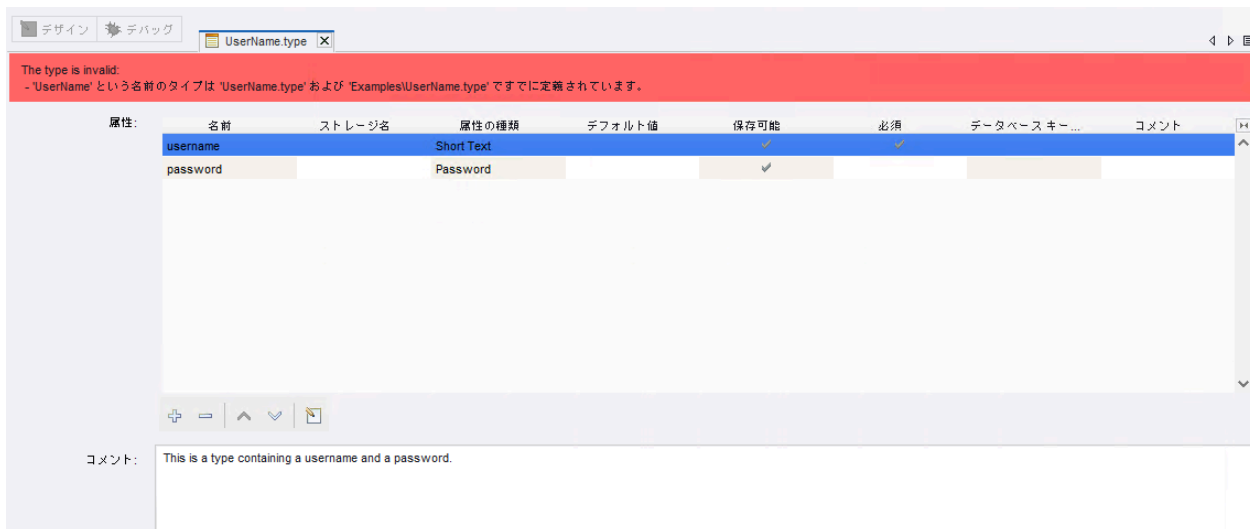 デザイン デバッグ
UserName.type
The type is invalid:
- 'UserName' という名前のタイプは 'UserName.type' および 'Examples\UserName.type' ですでに定義されています。
属性: 名前 ストレージ名 属性の種類 デフォルト値 保存可能 必須 データベース キー... コメント
username Short Text
password Password
コメント: This is a type containing a username and a password.